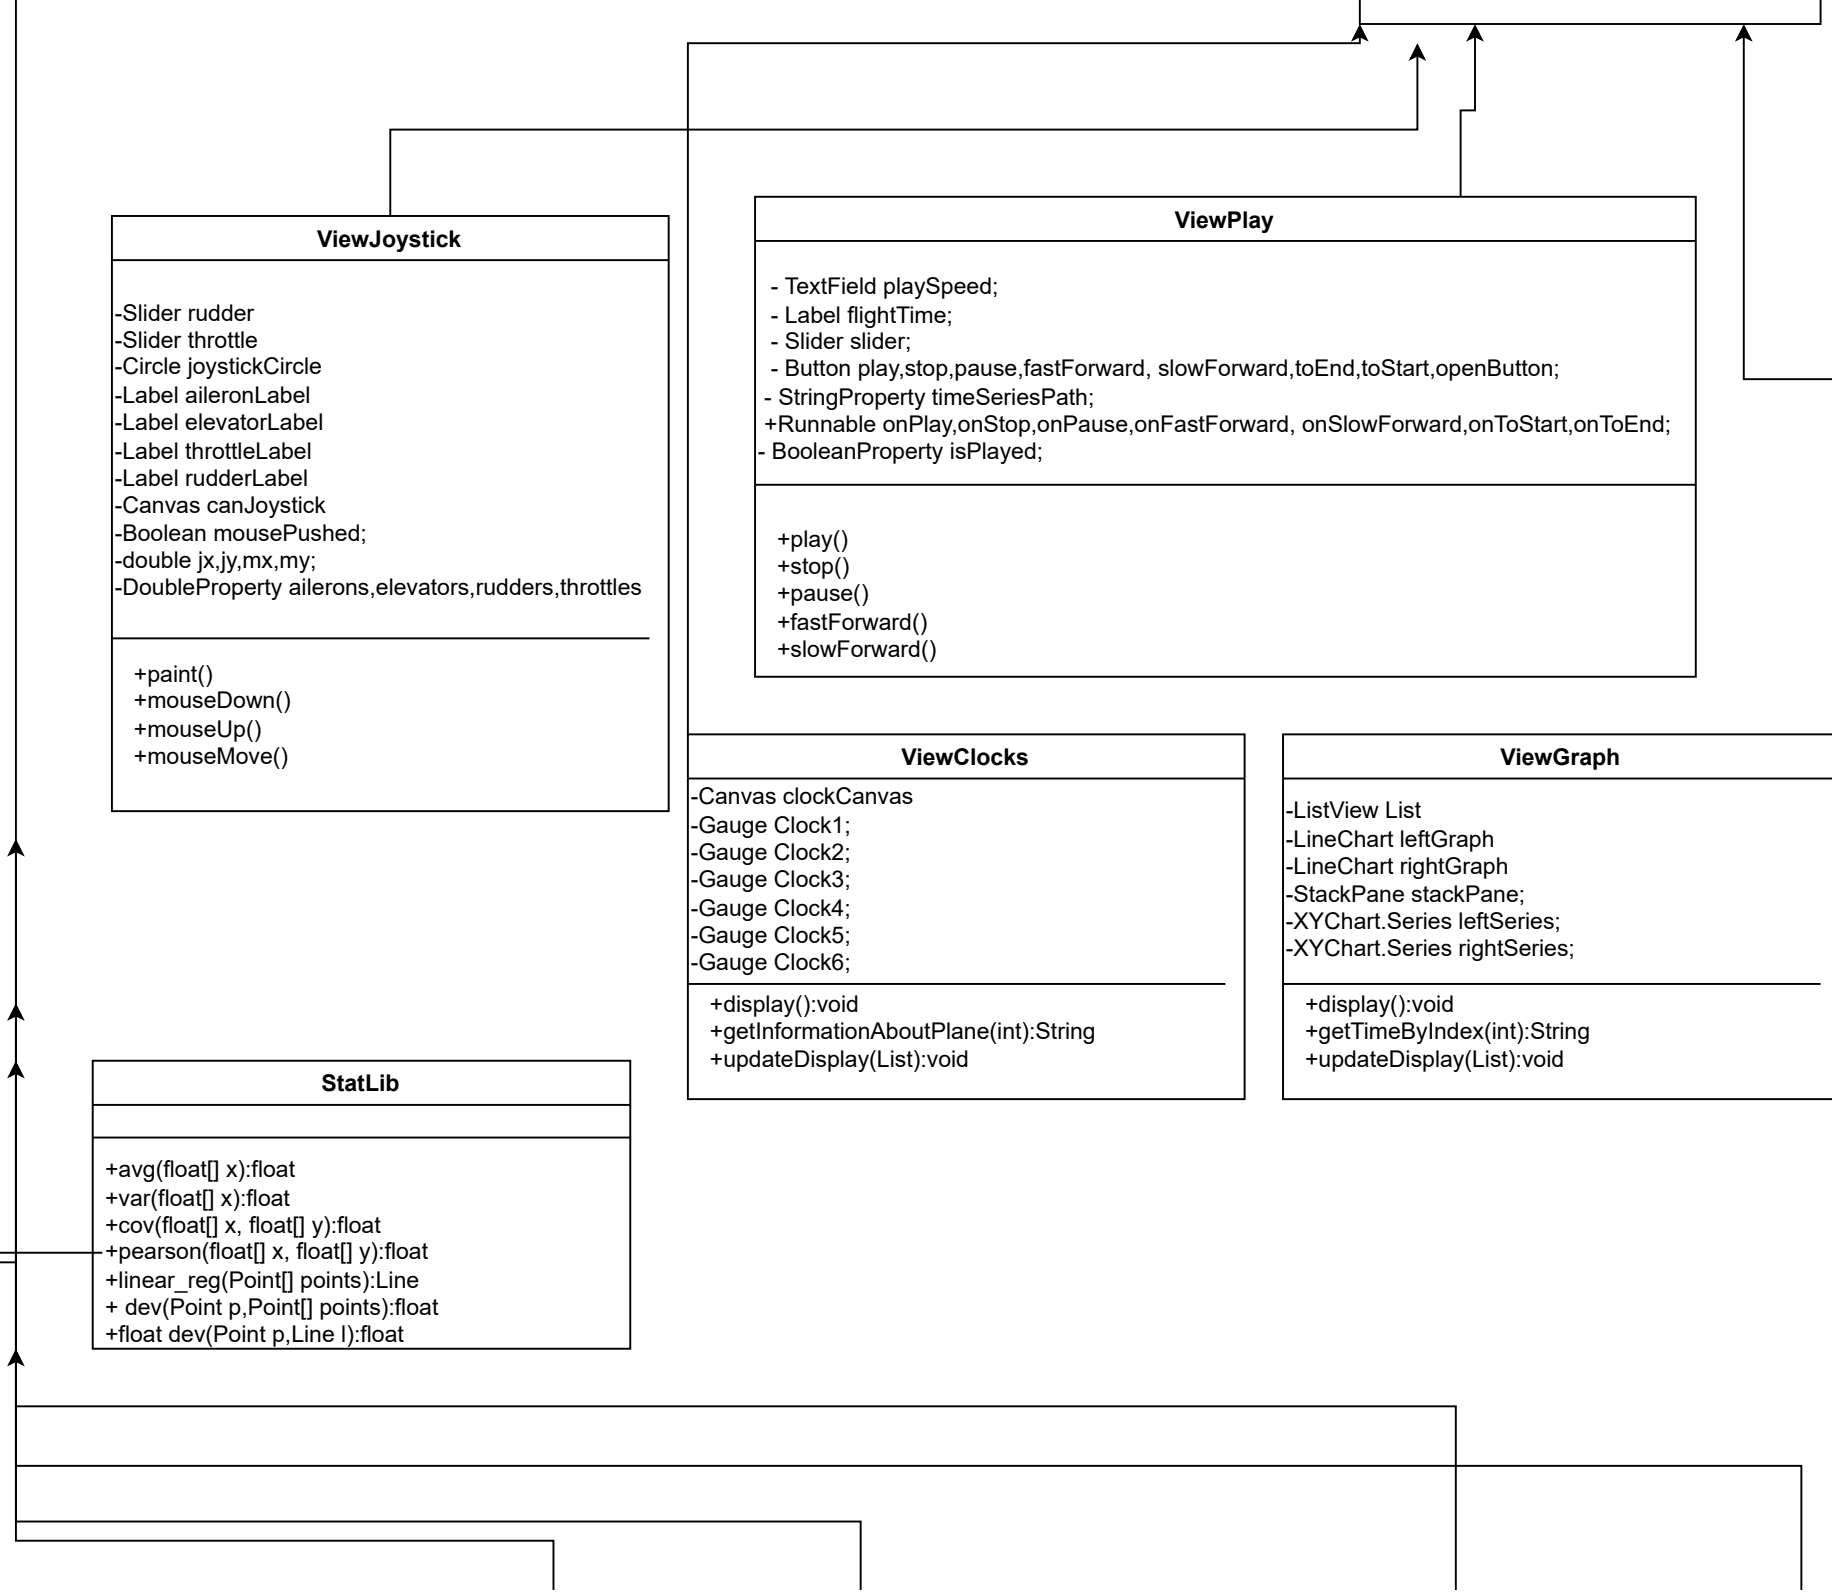 ViewJoystick
-Slider rudder
-Slider throttle
-Circle joystickCircle
-Label aileronLabel
-Label elevatorLabel
-Label throttleLabel
-Label rudderLabel
-Canvas canJoystick
-Boolean mousePushed;
-double jx,jy,mx,my;
-DoubleProperty ailerons,elevators,rudders,throttles
+paint()
+mouseDown()
+mouseUp()
+mouseMove()
ViewPlay
- TextField playSpeed;
- Label flightTime;
- Slider slider;
- Button play,stop,pause,fastForward, slowForward,toEnd,toStart,openButton;
- StringProperty timeSeriesPath;
+Runnable onPlay,onStop,onPause,onFastForward, onSlowForward,onToStart,onToEnd;
- BooleanProperty isPlayed;
+play()
+stop()
+pause()
+fastForward()
+slowForward()
ViewClocks
-Canvas clockCanvas
-Gauge Clock1;
-Gauge Clock2;
-Gauge Clock3;
-Gauge Clock4;
-Gauge Clock5;
-Gauge Clock6;
+display():void
+getInformationAboutPlane(int):String
+updateDisplay(List):void
ViewGraph
-ListView List
-LineChart leftGraph
-LineChart rightGraph
-StackPane stackPane;
-XYChart.Series leftSeries;
-XYChart.Series rightSeries;
+display():void
+getTimeByIndex(int):String
+updateDisplay(List):void
StatLib
+avg(float[] x):float
+var(float[] x):float
+cov(float[] x, float[] y):float
+pearson(float[] x, float[] y):float
+linear_reg(Point[] points):Line
+ dev(Point p,Point[] points):float
+float dev(Point p,Line l):float